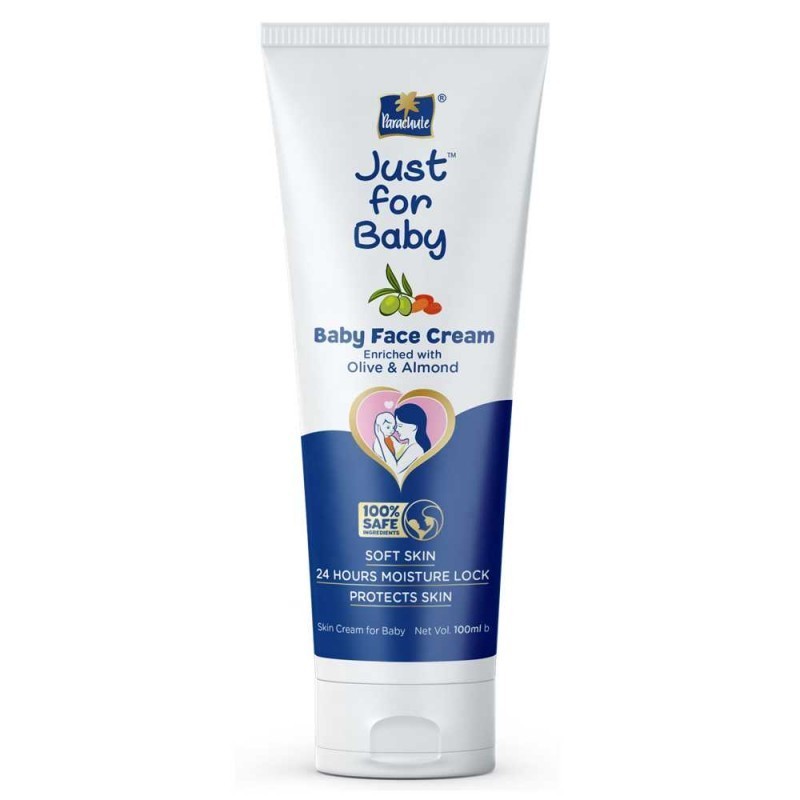 Parachute ®
Just™
for
Baby
Baby Face Cream
Enriched with
Olive & Almond
100%
SAFE
INGREDIENTS
SOFT SKIN
24 HOURS MOISTURE LOCK
PROTECTS SKIN
Skin Cream for Baby Net Vol. 100ml b